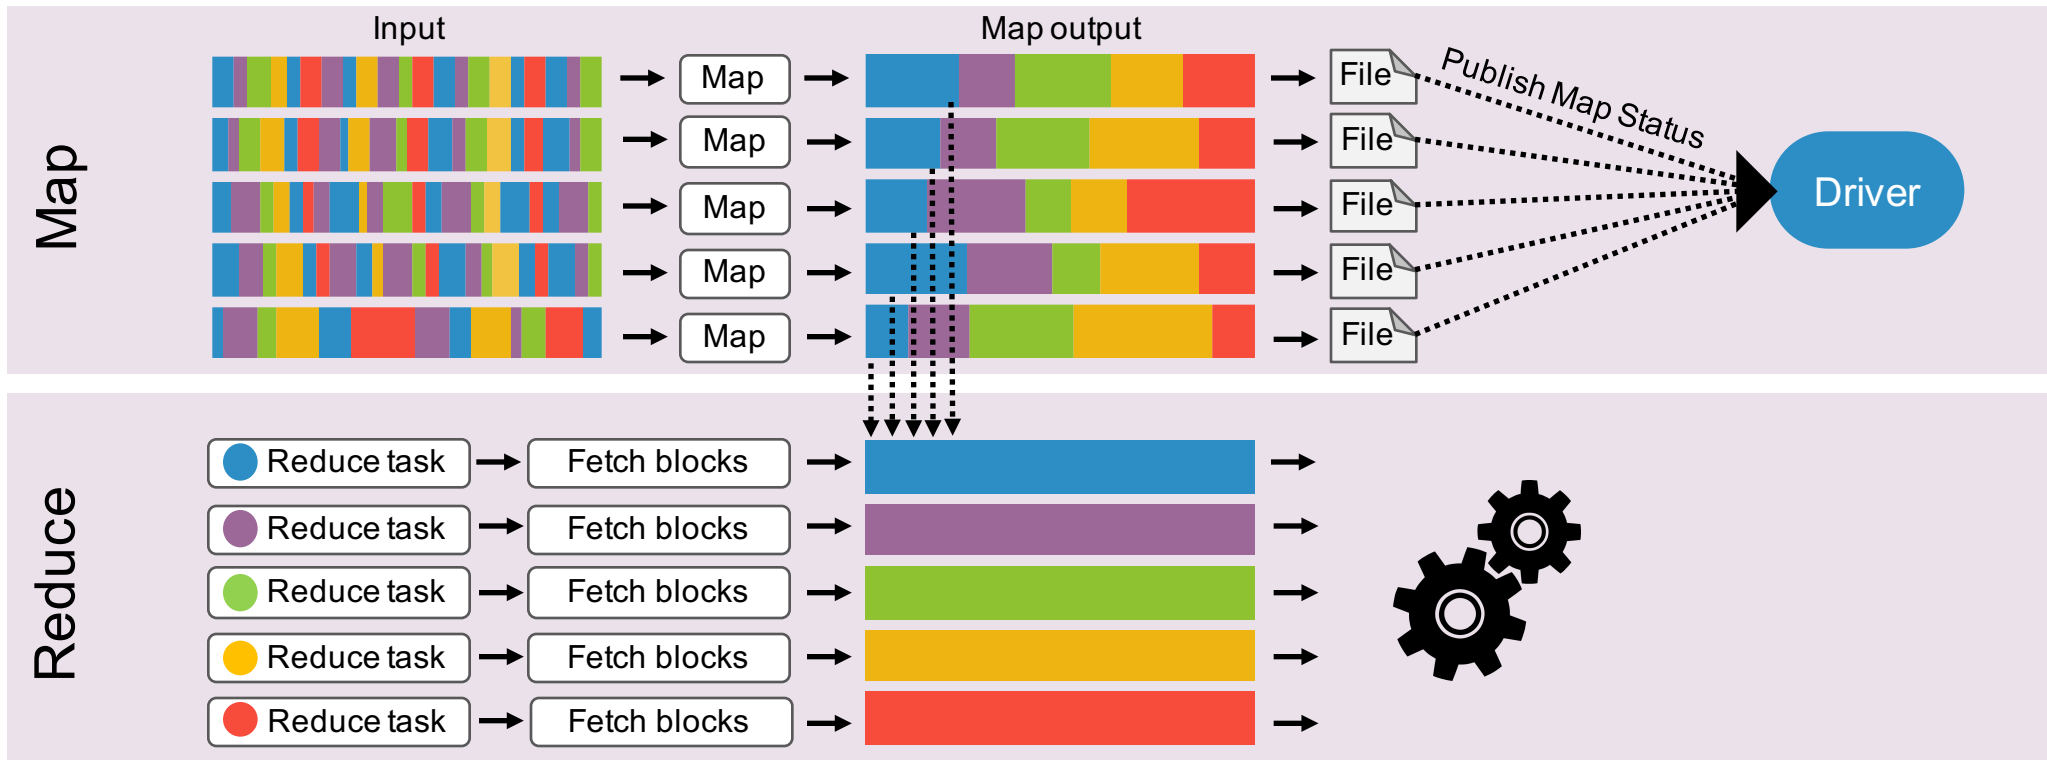 Input
Map output
Map
Map
File
Publish Map Status
Map
File
Map
File
Driver
Map
File
Map
File
Reduce
Reduce task
Fetch blocks
Reduce task
Fetch blocks
Reduce task
Fetch blocks
Reduce task
Fetch blocks
Reduce task
Fetch blocks